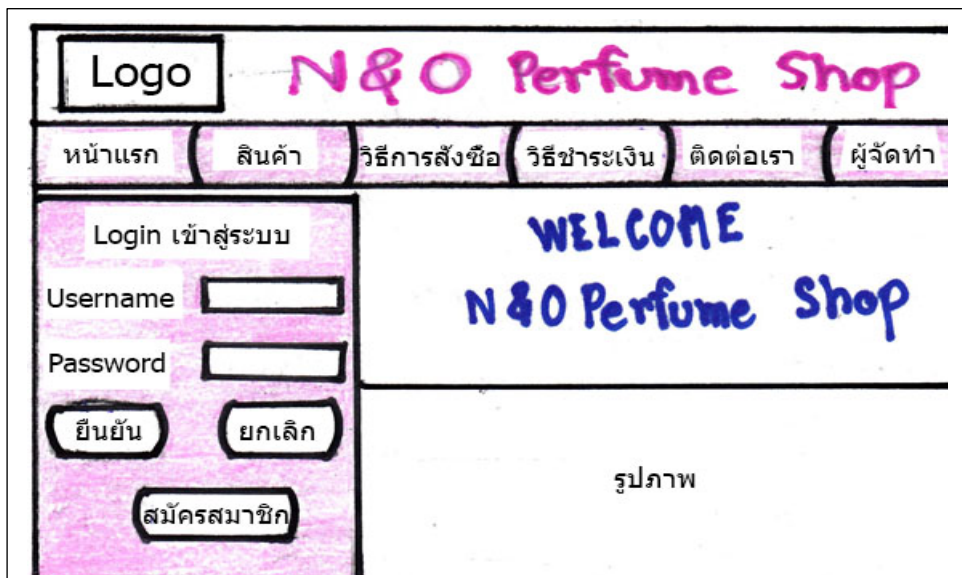 Logo N&O Perfume Shop
หน้าแรก สินค้า วิธีการสั่งซื้อ วิธีชำระเงิน ติดต่อเรา ผู้จัดทำ
Login เข้าสู่ระบบ
Username
Password
ยืนยัน ยกเลิก
สมัครสมาชิก
WELCOME
N&O Perfume Shop
รูปภาพ